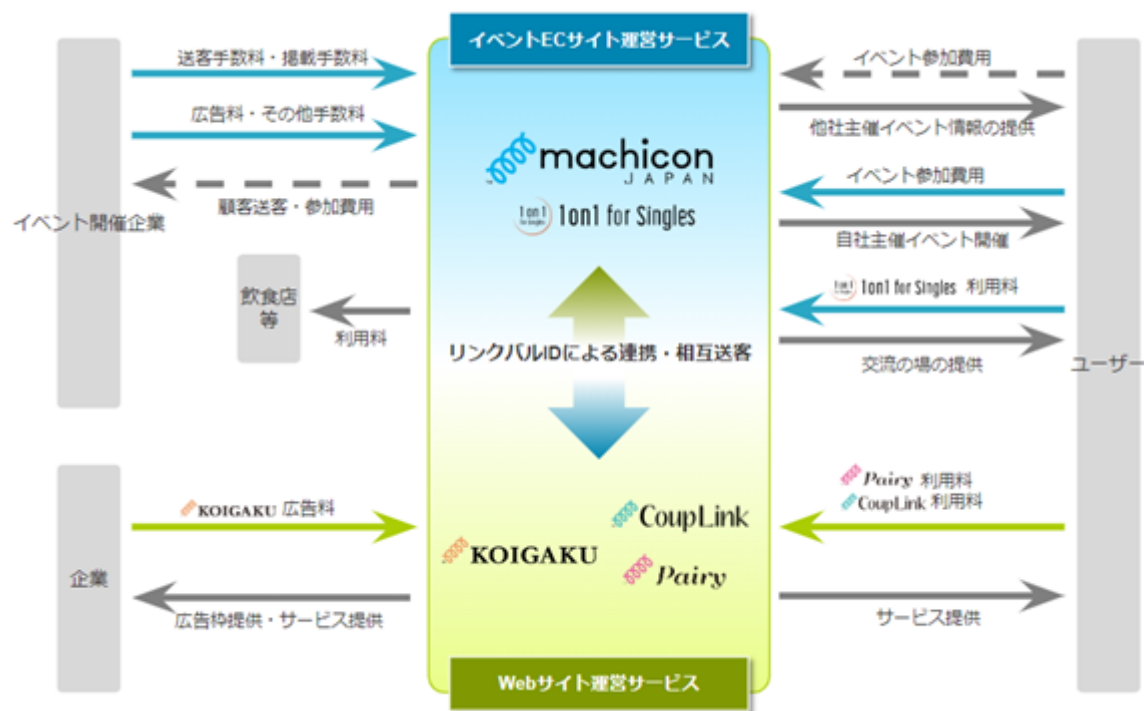 イベントECサイト運営サービス
送客手数料・掲載手数料
広告料・その他手数料
顧客送客・参加費用
イベント開催企業
飲食店
等
利用料
machicon
JAPAN
1on1
for Singles
1on1 for Singles
リンクバルIDによる連携・相互送客
イベント参加費用
他社主催イベント情報の提供
イベント参加費用
自社主催イベント開催
1on1 for Singles 利用料
交流の場の提供
ユーザー
企業
KOIGAKU 広告料
広告枠提供・サービス提供
CoupLink
KOIGAKU
Pairy
Pairy 利用料
CoupLink 利用料
サービス提供
Webサイト運営サービス